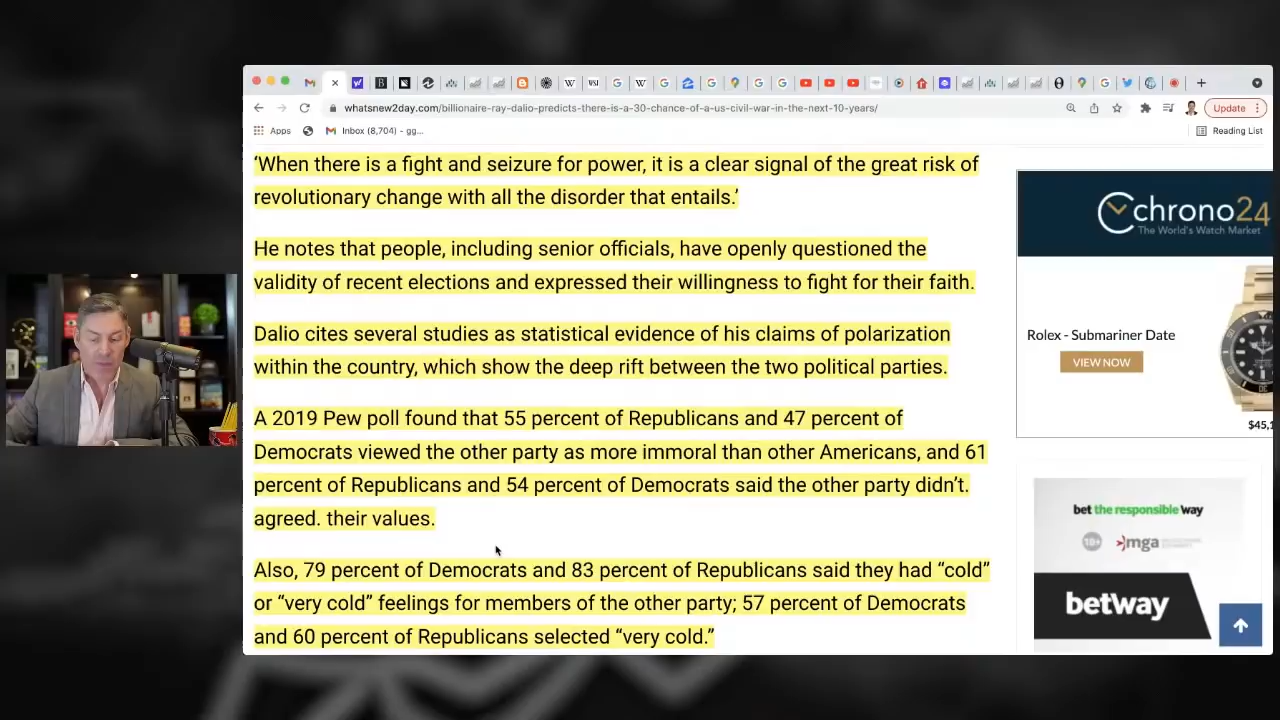 whatsnew2day.com/billionaire-ray-dalio-predicts-there-is-a-30-chance-of-a-us-civil-war-in-the-next-10-years/
Update
Apps
Inbox (8,704) - gg...
Reading List
‘When there is a fight and seizure for power, it is a clear signal of the great risk of
revolutionary change with all the disorder that entails.’
He notes that people, including senior officials, have openly questioned the
validity of recent elections and expressed their willingness to fight for their faith.
Dalio cites several studies as statistical evidence of his claims of polarization
within the country, which show the deep rift between the two political parties.
A 2019 Pew poll found that 55 percent of Republicans and 47 percent of
Democrats viewed the other party as more immoral than other Americans, and 61
percent of Republicans and 54 percent of Democrats said the other party didn’t.
agreed. their values.
Also, 79 percent of Democrats and 83 percent of Republicans said they had “cold”
or “very cold” feelings for members of the other party; 57 percent of Democrats
and 60 percent of Republicans selected “very cold.”
chrono24
The World's Watch Market
Rolex - Submariner Date
VIEW NOW
$45,1
bet the responsible way
18+
mga
betway